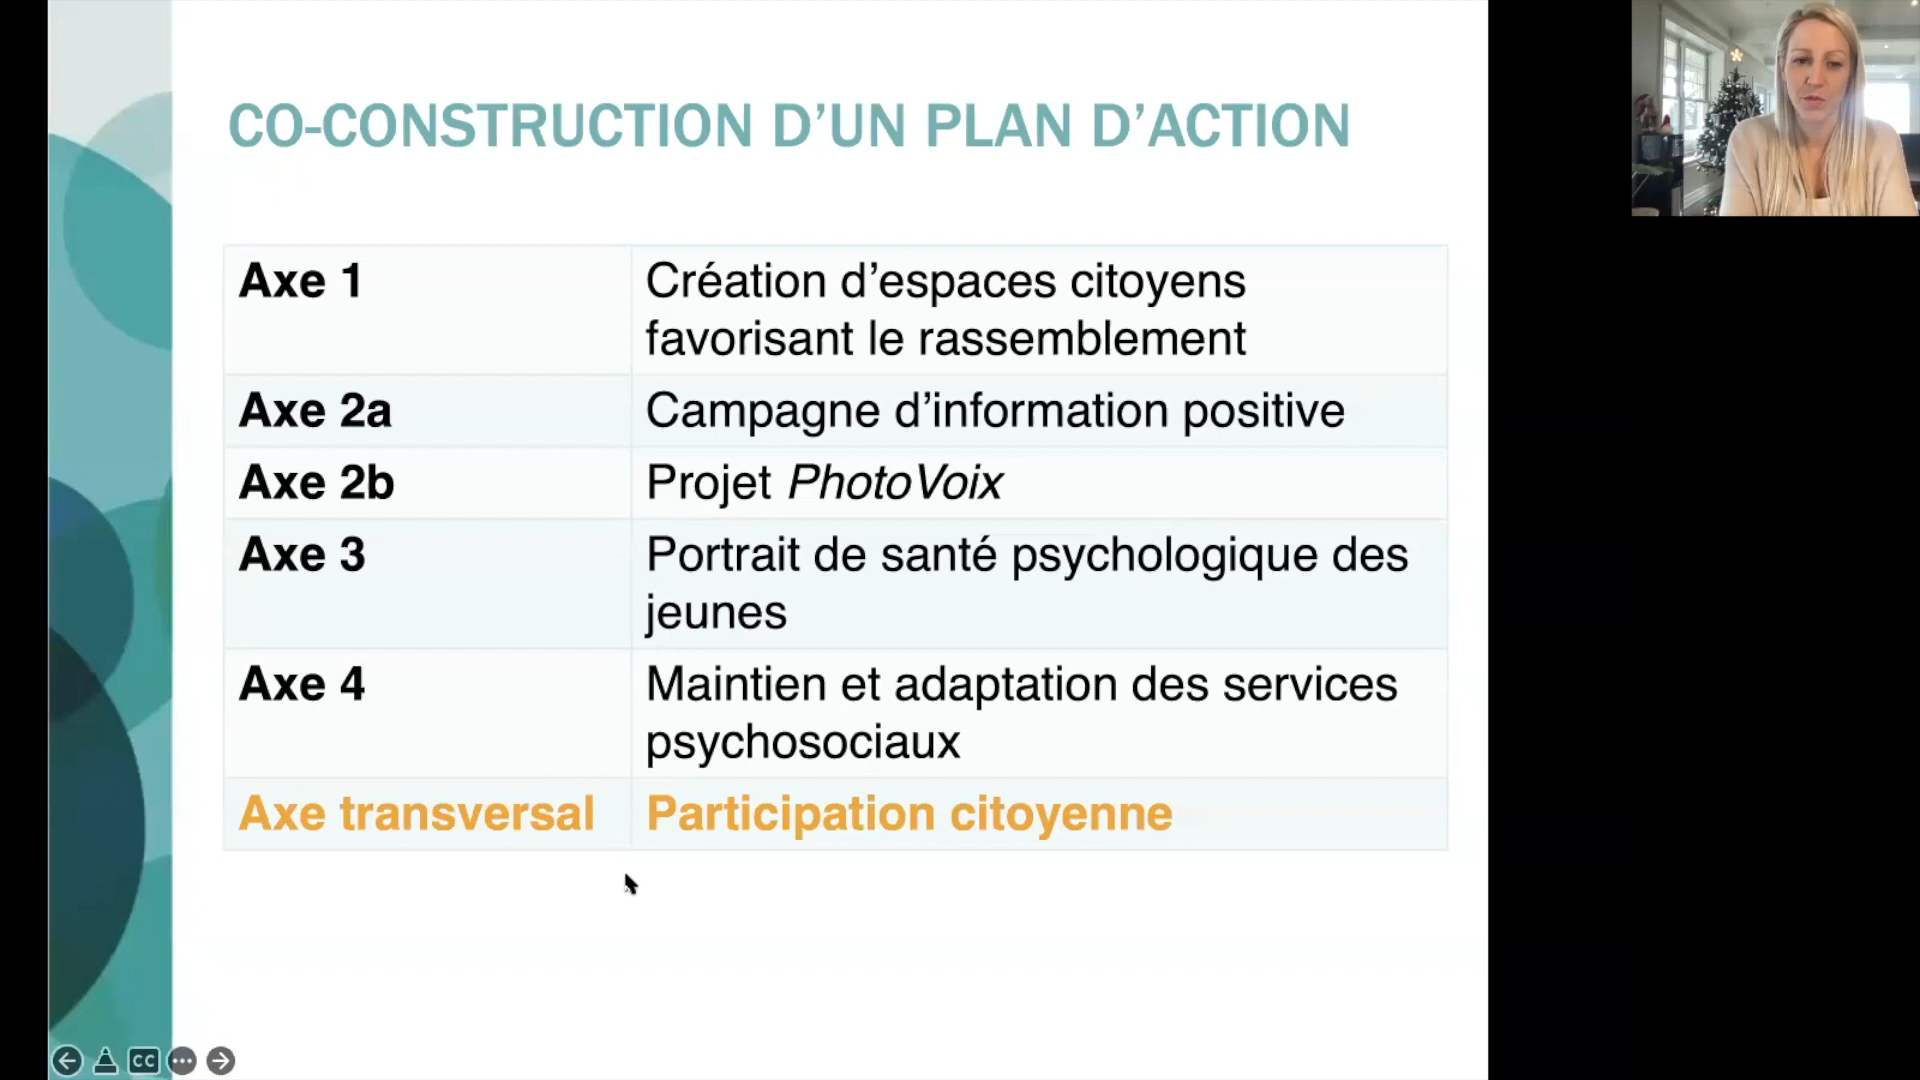 CO-CONSTRUCTION D’UN PLAN D’ACTION
Axe 1
Création d’espaces citoyens
favorisant le rassemblement
Axe 2a
Campagne d’information positive
Axe 2b
Projet PhotoVoix
Axe 3
Portrait de santé psychologique des
jeunes
Axe 4
Maintien et adaptation des services
psychosociaux
Axe transversal
Participation citoyenne
CC